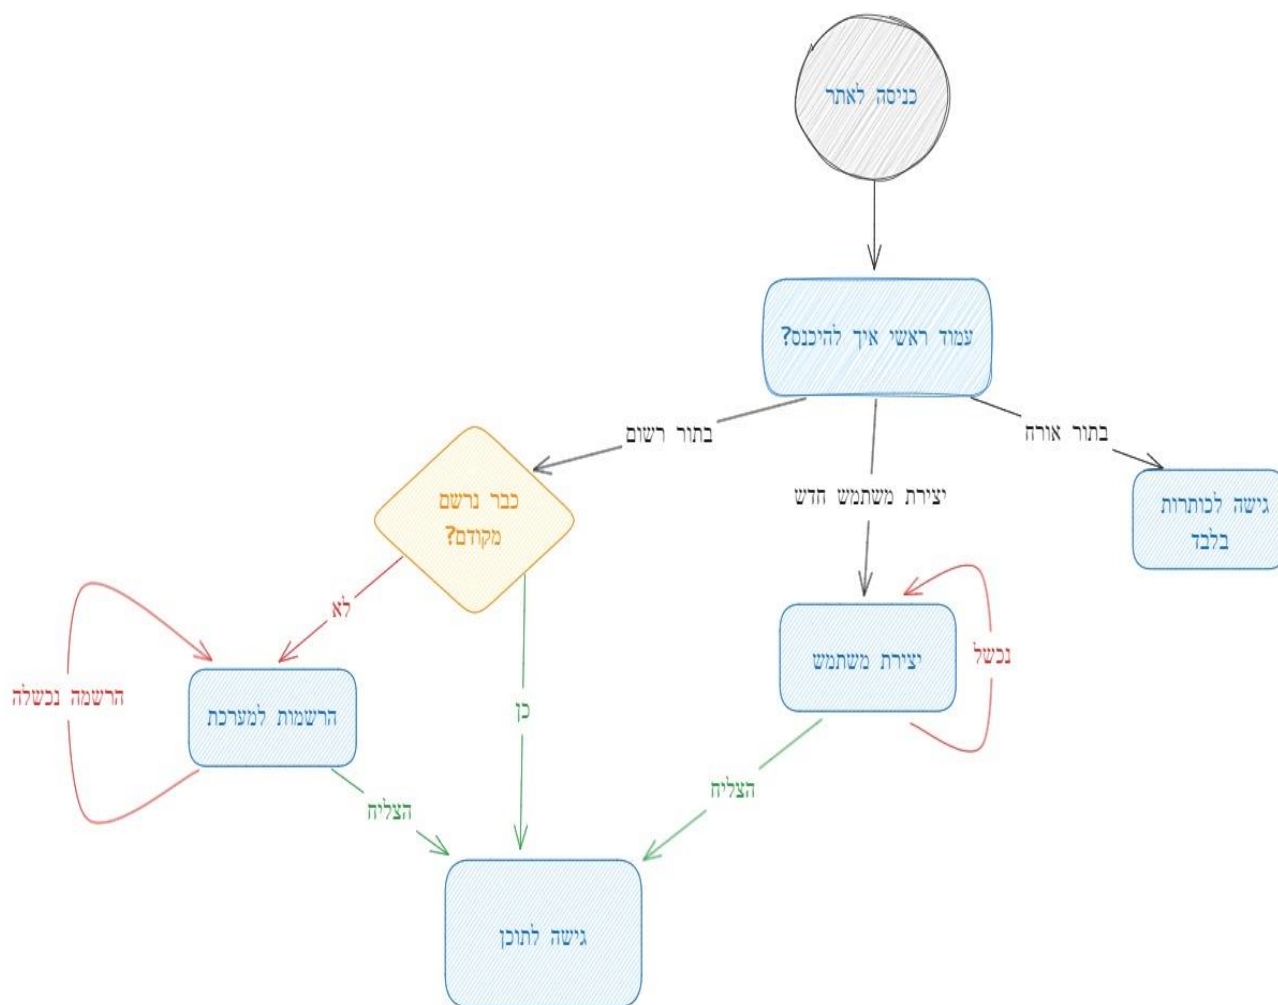 כניסה לאתר
עמוד ראשי איך להיכנס?
בתור רשום
בתור אורח
יצירת משתמש חדש
כבר נרשם
מקודם?
גישה לכותרות
בלבד
לא
כן
יצירת משתמש
נכשל
הרשמה נכשלה
הרשמות למערכת
הצליח
הצליח
גישה לתוכן